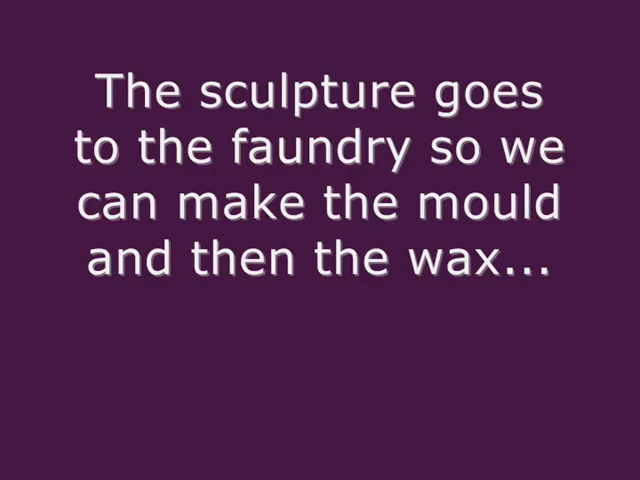 The sculpture goes
to the faundry so we
can make the mould
and then the wax...